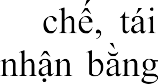 chế, tái
nhận bằng